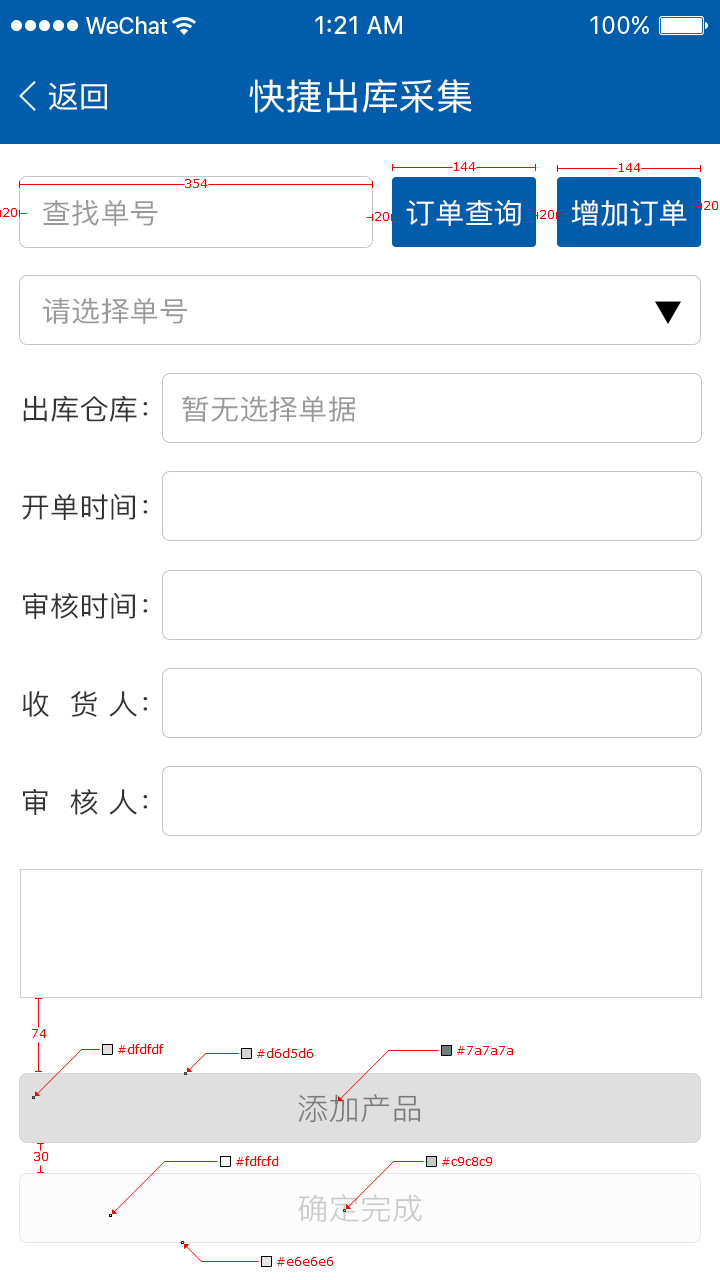 WeChat 1:21 AM 100%
返回 快捷出库采集
354 144 144
20 查找单号 20 订单查询 20 增加订单 20
请选择单号
出库仓库: 暂无选择单据
开单时间:
审核时间:
收 货 人:
审 核 人:
74
#dfdfdf #d6d5d6 #7a7a7a
添加产品
30
#fdfcfd #c9c8c9
确定完成
#e6e6e6